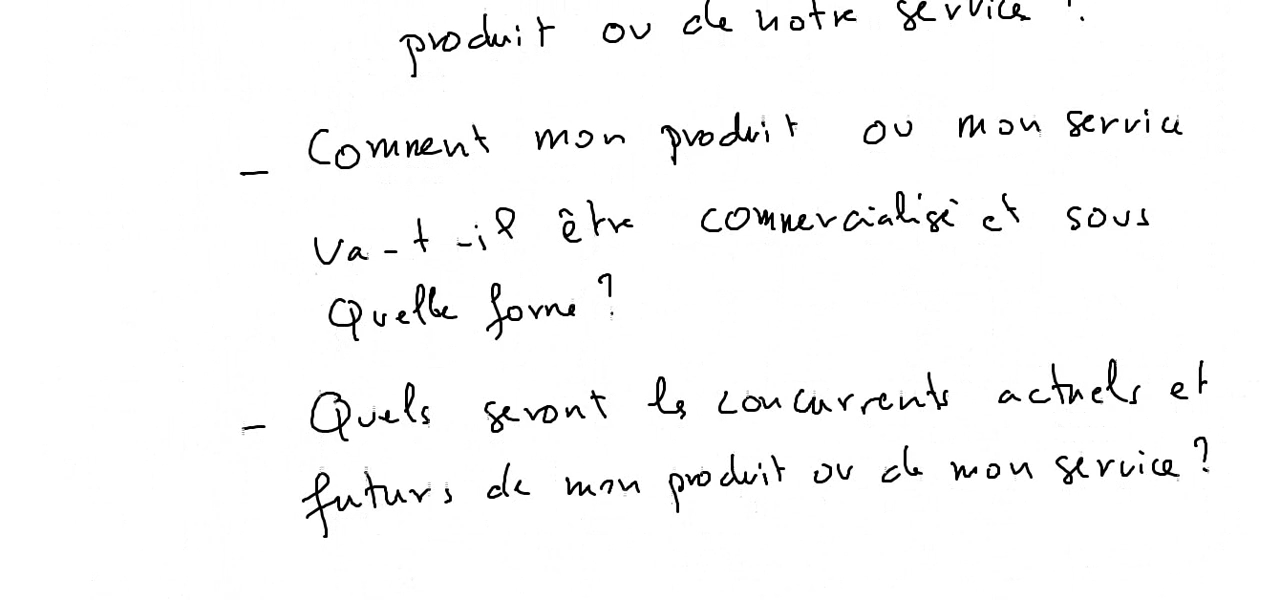 produit ou de notre service ?
- Comment mon produit ou mon service
va-t-il être commercialisé et sous
Quelle forme ?
- Quels seront les concurrents actuels et
futurs de mon produit ou de mon service ?